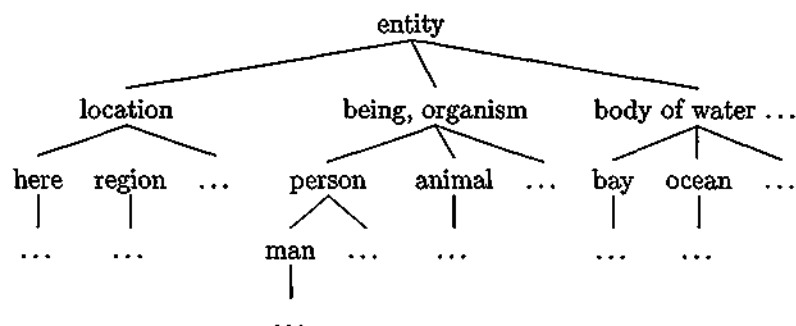 entity
location being, organism body of water ...
here region ... person animal ... bay ocean ...
... ... man ... ... ... ...
...